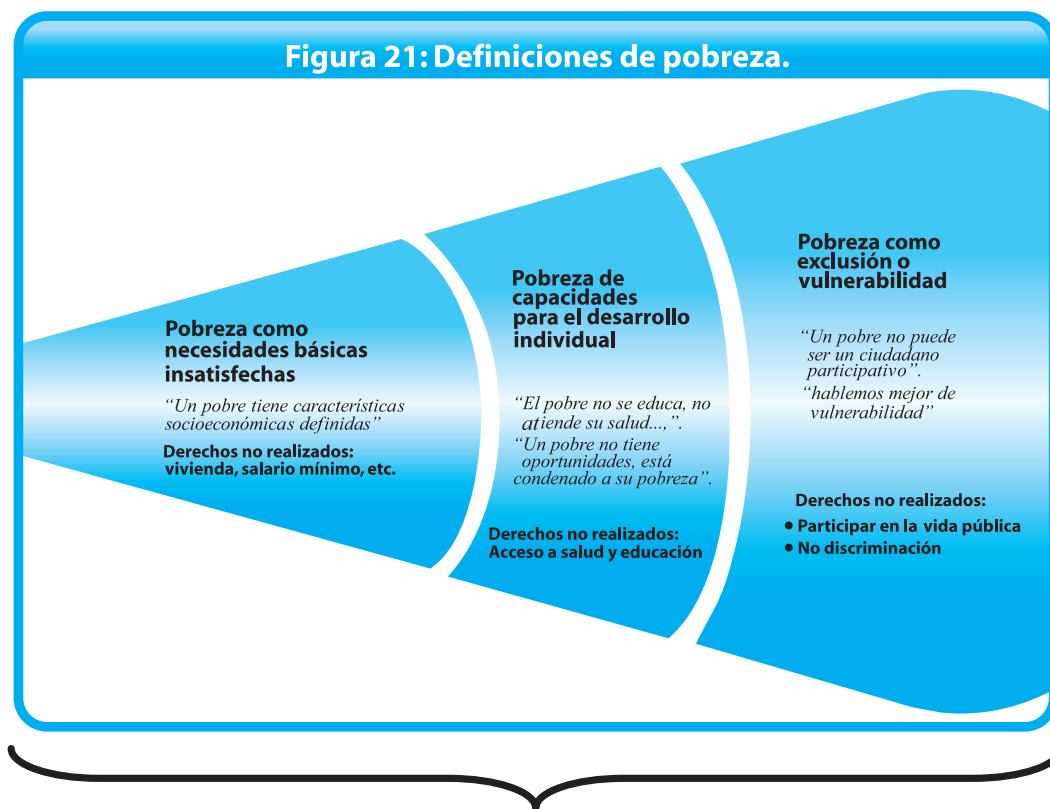 Figura 21: Definiciones de pobreza.
Pobreza como
necesidades básicas
insatisfechas
“Un pobre tiene características
socioeconómicas definidas”
Derechos no realizados:
vivienda, salario mínimo, etc.
Pobreza de
capacidades
para el desarrollo
individual
“El pobre no se educa, no
atiende su salud...,”.
“Un pobre no tiene
oportunidades, está
condenado a su pobreza”.
Derechos no realizados:
Acceso a salud y educación
Pobreza como
exclusión o
vulnerabilidad
“Un pobre no puede
ser un ciudadano
participativo”.
“hablemos mejor de
vulnerabilidad”
Derechos no realizados:
• Participar en la vida pública
• No discriminación